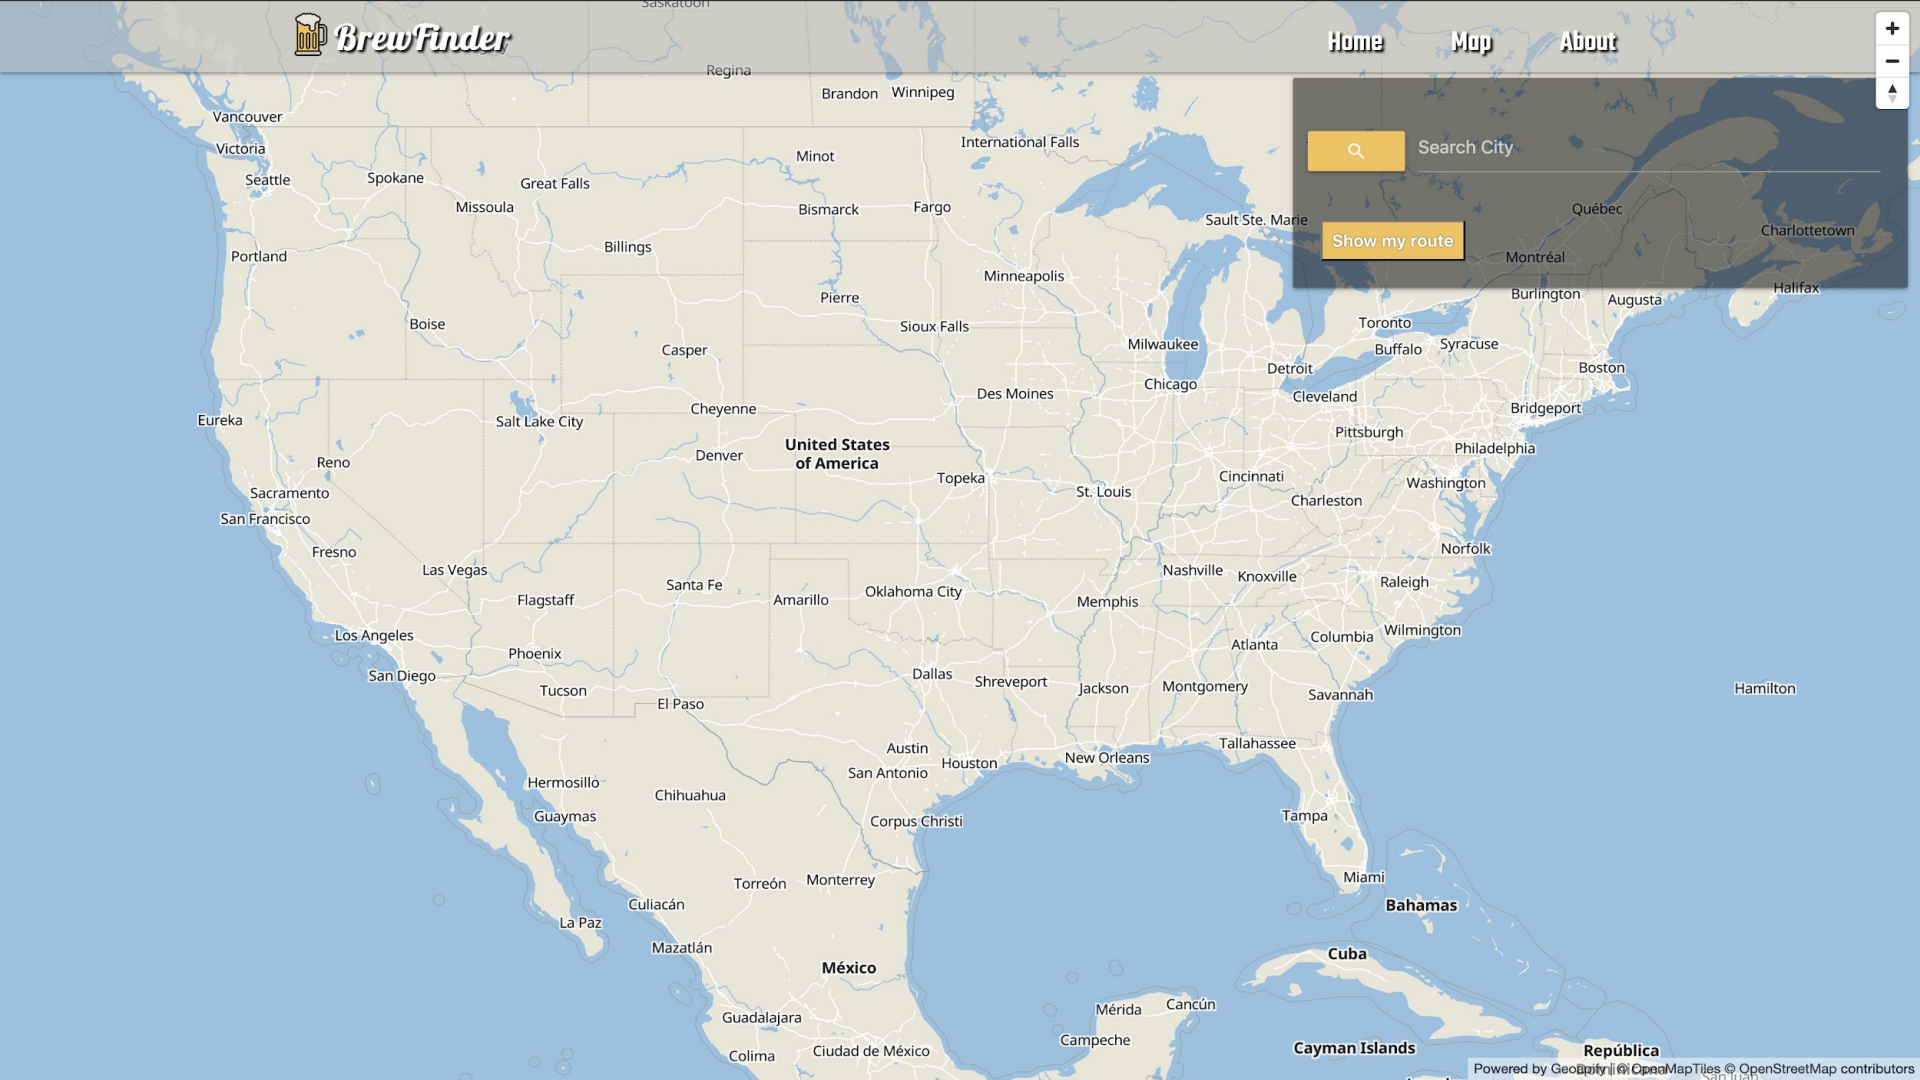 Saskatoon
BrewFinder
Home
Map
About
Regina
Brandon
Winnipeg
Vancouver
Victoria
International Falls
Search City
Minot
Seattle
Spokane
Great Falls
Missoula
Bismarck
Fargo
Sault Ste. Marie
Québec
Charlottetown
Show my route
Billings
Portland
Montréal
Minneapolis
Pierre
Halifax
Burlington
Augusta
Boise
Sioux Falls
Toronto
Casper
Milwaukee
Buffalo
Syracuse
Detroit
Boston
Chicago
Des Moines
Cleveland
Cheyenne
Bridgeport
Eureka
Salt Lake City
Pittsburgh
United States
of America
Philadelphia
Denver
Reno
Topeka
Cincinnati
Washington
Sacramento
St. Louis
Charleston
San Francisco
Fresno
Norfolk
Las Vegas
Nashville
Knoxville
Santa Fe
Raleigh
Flagstaff
Amarillo
Oklahoma City
Memphis
Los Angeles
Columbia
Wilmington
Atlanta
Phoenix
San Diego
Dallas
Shreveport
Tucson
Jackson
Montgomery
Savannah
Hamilton
El Paso
Austin
Tallahassee
Houston
New Orleans
San Antonio
Hermosillo
Chihuahua
Guaymas
Corpus Christi
Tampa
Torreón
Monterrey
Miami
Culiacán
Bahamas
La Paz
Mazatlán
Cuba
México
Mérida
Cancún
Guadalajara
Campeche
Ciudad de México
Colima
Cayman Islands
República
Powered by Geoapify | © OpenMapTiles © OpenStreetMap contributors
San Juan